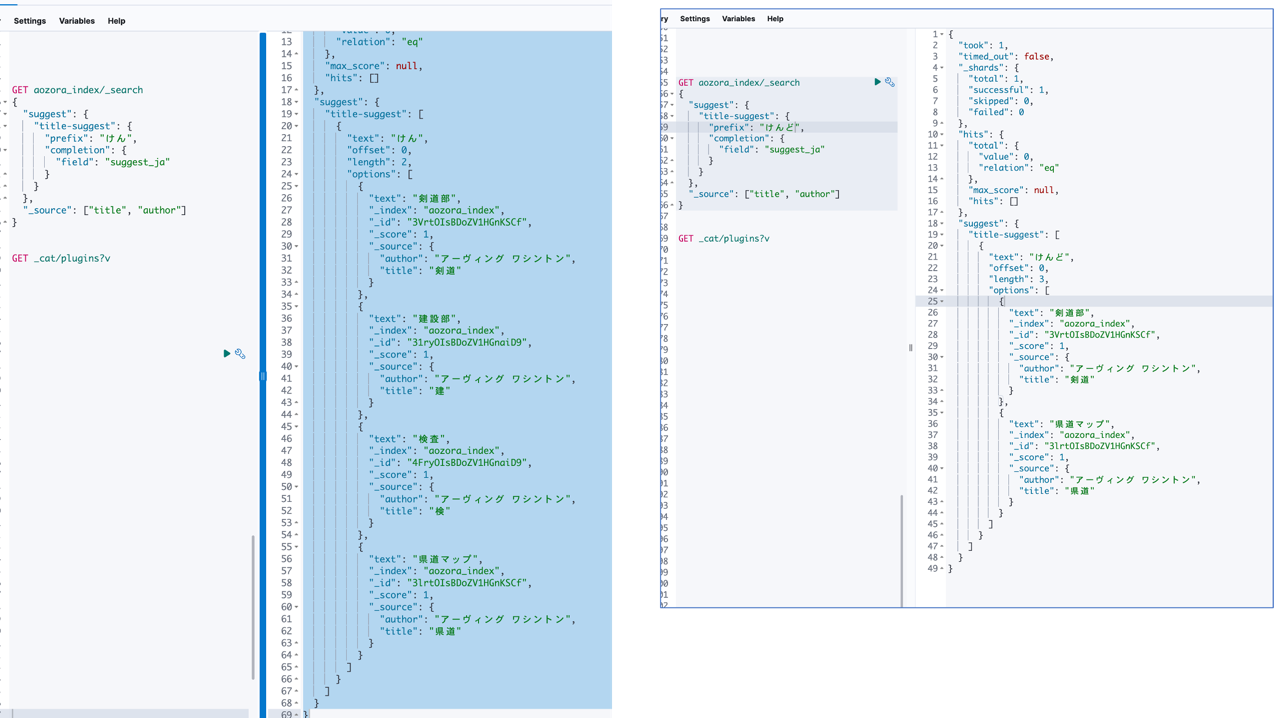 Settings Variables Help
GET aozora_index/_search
{
"suggest": {
"title-suggest": {
"prefix": "けん",
"completion": {
"field": "suggest_ja"
}
}
},
"_source": ["title", "author"]
}
GET _cat/plugins?v
13 "relation": "eq"
14 },
15 "max_score": null,
16 "hits": []
17 },
18 "suggest": {
19 "title-suggest": [
20 {
21 "text": "けん",
22 "offset": 0,
23 "length": 2,
24 "options": [
25 {
26 "text": "剣道部",
27 "_index": "aozora_index",
28 "_id": "3VrtOIsBDoZV1HGnKSCf",
29 "_score": 1,
30 "_source": {
31 "author": "アーヴィング ワシントン",
32 "title": "剣道"
33 }
34 },
35 {
36 "text": "建設部",
37 "_index": "aozora_index",
38 "_id": "31ryOIsBDoZV1HGnaiD9",
39 "_score": 1,
40 "_source": {
41 "author": "アーヴィング ワシントン",
42 "title": "建"
43 }
44 },
45 {
46 "text": "検査",
47 "_index": "aozora_index",
48 "_id": "4FryOIsBDoZV1HGnaiD9",
49 "_score": 1,
50 "_source": {
51 "author": "アーヴィング ワシントン",
52 "title": "検"
53 }
54 },
55 {
56 "text": "県道マップ",
57 "_index": "aozora_index",
58 "_id": "3lrtOIsBDoZV1HGnKSCf",
59 "_score": 1,
60 "_source": {
61 "author": "アーヴィング ワシントン",
62 "title": "県道"
63 }
64 }
65 ]
66 }
67 ]
68 }
69 }
ry Settings Variables Help
GET aozora_index/_search
{
"suggest": {
"title-suggest": {
"prefix": "けんど",
"completion": {
"field": "suggest_ja"
}
}
},
"_source": ["title", "author"]
}
GET _cat/plugins?v
1 {
2 "took": 1,
3 "timed_out": false,
4 "_shards": {
5 "total": 1,
6 "successful": 1,
7 "skipped": 0,
8 "failed": 0
9 },
10 "hits": {
11 "total": {
12 "value": 0,
13 "relation": "eq"
14 },
15 "max_score": null,
16 "hits": []
17 },
18 "suggest": {
19 "title-suggest": [
20 {
21 "text": "けんど",
22 "offset": 0,
23 "length": 3,
24 "options": [
25 {
26 "text": "剣道部",
27 "_index": "aozora_index",
28 "_id": "3VrtOIsBDoZV1HGnKSCf",
29 "_score": 1,
30 "_source": {
31 "author": "アーヴィング ワシントン",
32 "title": "剣道"
33 }
34 },
35 {
36 "text": "県道マップ",
37 "_index": "aozora_index",
38 "_id": "3lrtOIsBDoZV1HGnKSCf",
39 "_score": 1,
40 "_source": {
41 "author": "アーヴィング ワシントン",
42 "title": "県道"
43 }
44 }
45 ]
46 }
47 ]
48 }
49 }